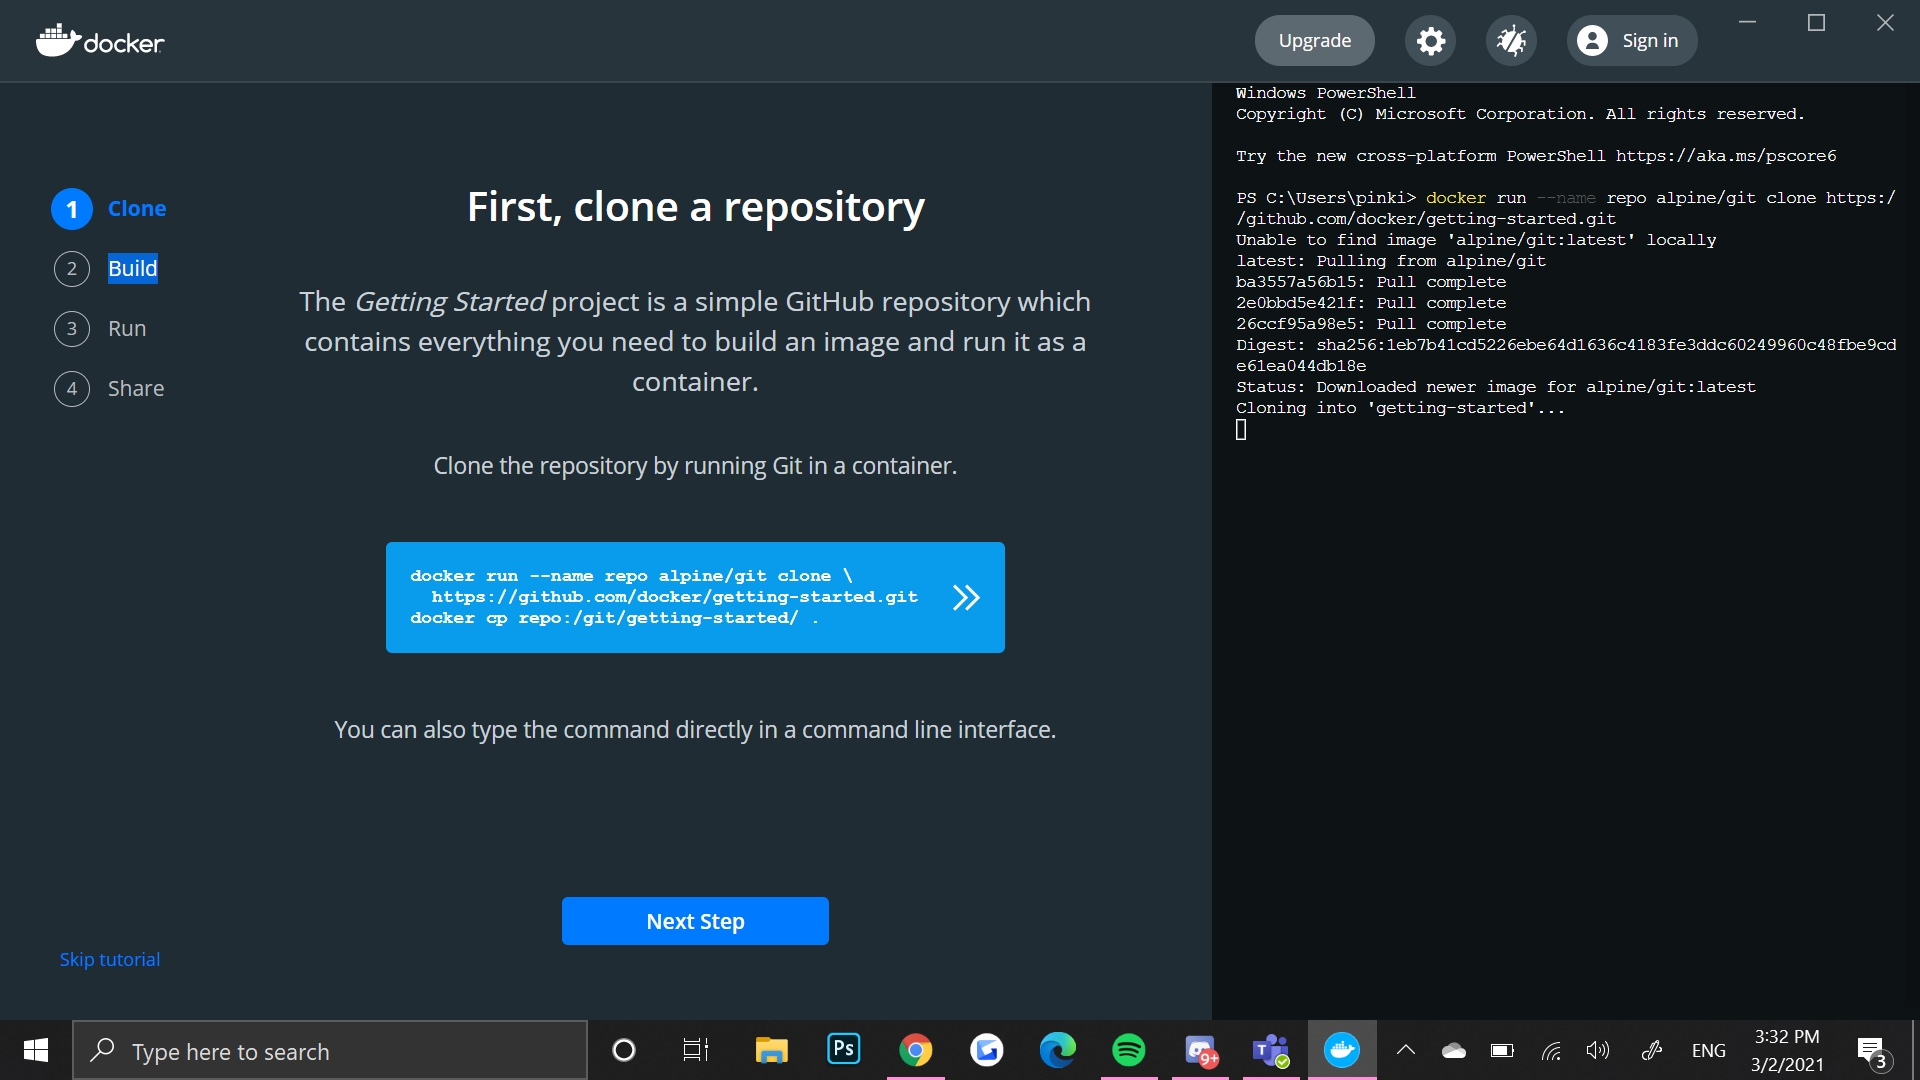 docker
Upgrade
Sign in
1 Clone
2 Build
3 Run
4 Share
First, clone a repository
The Getting Started project is a simple GitHub repository which
contains everything you need to build an image and run it as a
container.
Clone the repository by running Git in a container.
docker run --name repo alpine/git clone \
https://github.com/docker/getting-started.git
docker cp repo:/git/getting-started/ .
You can also type the command directly in a command line interface.
Next Step
Skip tutorial
Windows PowerShell
Copyright (C) Microsoft Corporation. All rights reserved.
Try the new cross-platform PowerShell https://aka.ms/pscore6
PS C:\Users\pinki> docker run --name repo alpine/git clone https:/
/github.com/docker/getting-started.git
Unable to find image 'alpine/git:latest' locally
latest: Pulling from alpine/git
ba3557a56b15: Pull complete
2e0bbd5e421f: Pull complete
26ccf95a98e5: Pull complete
Digest: sha256:1eb7b41cd5226ebe64d1636c4183fe3ddc60249960c48fbe9cd
e61ea044db18e
Status: Downloaded newer image for alpine/git:latest
Cloning into 'getting-started'...
Type here to search
Ps
9+
T
ENG
3:32 PM
3/2/2021
3